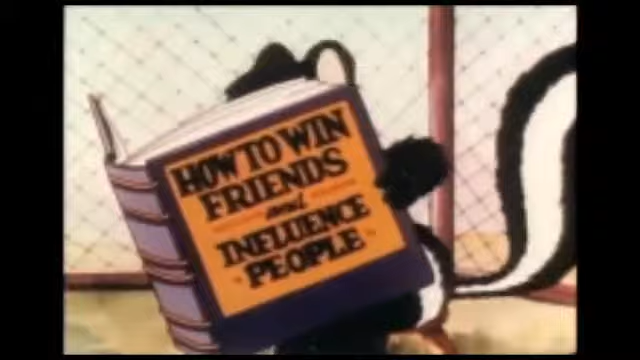 HOW TO WIN
FRIENDS
and
INFLUENCE
PEOPLE